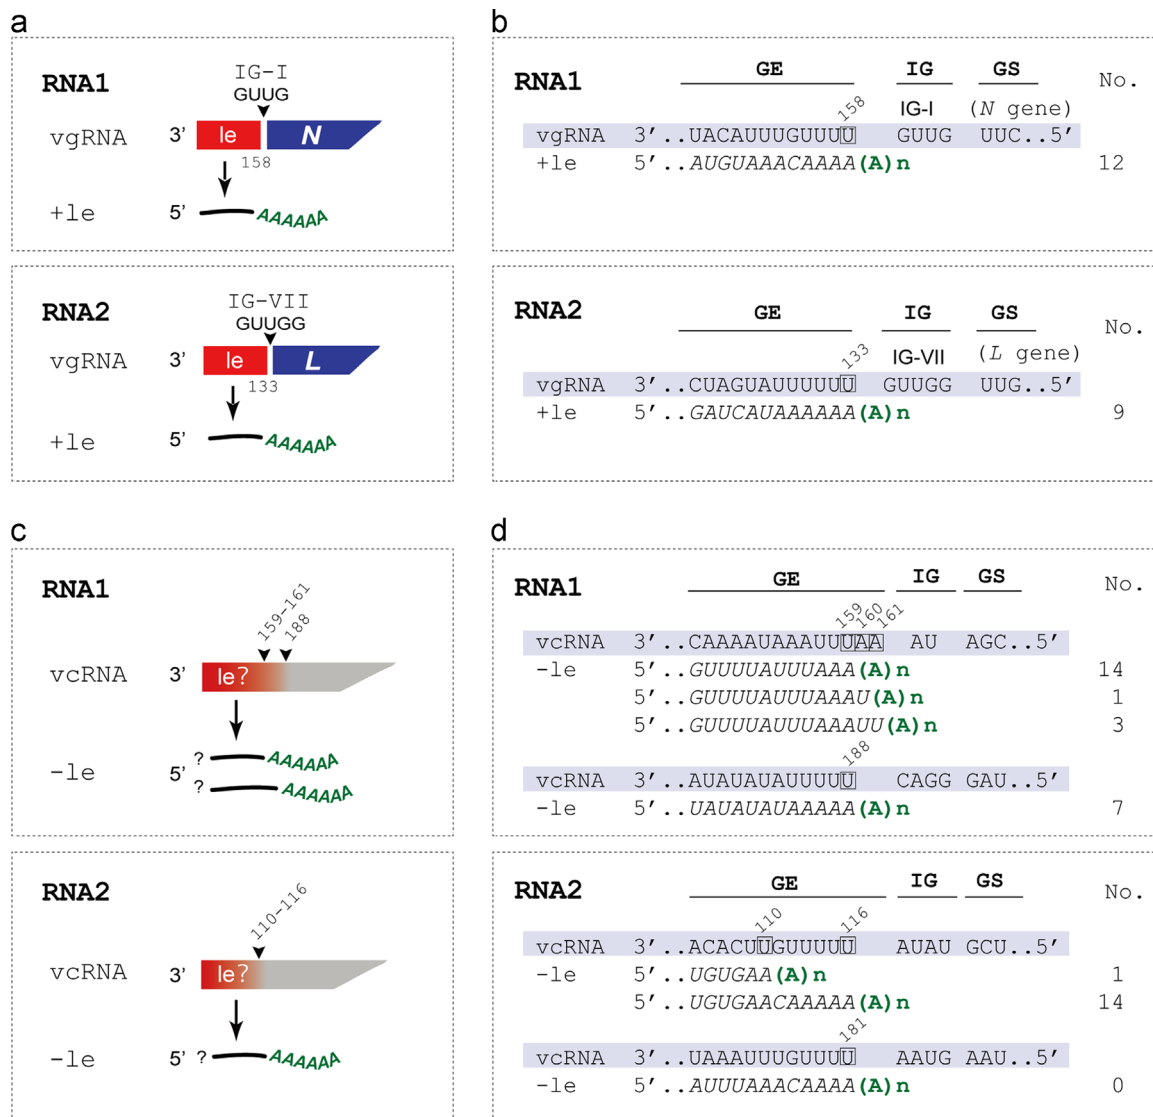 a
RNA1
IG-I
GUUG
vgRNA 3' le N
158
+le 5' AAAAAA
RNA2
IG-VII
GUUGG
vgRNA 3' le L
133
+le 5' AAAAAA
b
RNA1 GE IG GS No.
158 IG-I (N gene)
vgRNA 3'..UACAUUUGUUUU GUUG UUC..5'
+le 5'..AUGUAAACAAAA(A)n 12
RNA2 GE IG GS No.
133 IG-VII (L gene)
vgRNA 3'..CUAGUAUUUUUU GUUGG UUG..5'
+le 5'..GAUCAUAAAAAA(A)n 9
c
RNA1
159-161
188
vcRNA 3' le?
-le 5' ? AAAAAA
? AAAAAA
RNA2
110-116
vcRNA 3' le?
-le 5' ? AAAAAA
d
RNA1 GE IG GS No.
159 160 161
vcRNA 3'..CAAAAUAAAUUUAA AU AGC..5'
-le 5'..GUUUUAUUUAAA(A)n 14
5'..GUUUUAUUUAAAU(A)n 1
5'..GUUUUAUUUAAAUU(A)n 3
188
vcRNA 3'..AUAUAUAUUUUU CAGG GAU..5'
-le 5'..UAUAUAUAAAAA(A)n 7
RNA2 GE IG GS No.
110 116
vcRNA 3'..ACACUUGUUUUU AUAU GCU..5'
-le 5'..UGUGAA(A)n 1
5'..UGUGAACAAAAA(A)n 14
181
vcRNA 3'..UAAAUUUGUUUU AAUG AAU..5'
-le 5'..AUUUAAACAAAA(A)n 0